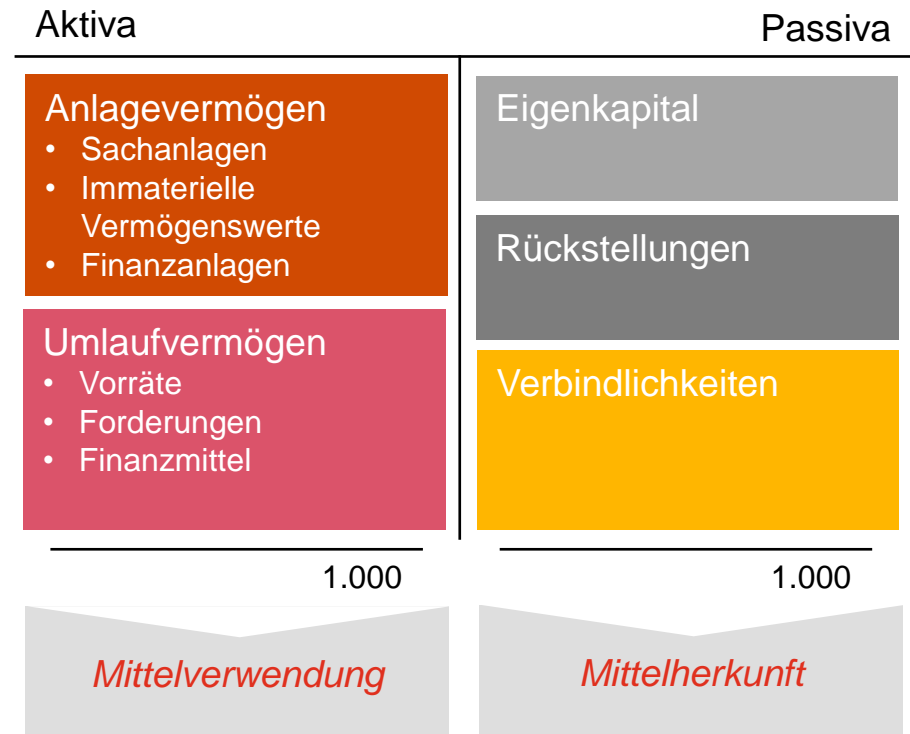 Aktiva
Passiva
Anlagevermögen
• Sachanlagen
• Immaterielle
Vermögenswerte
• Finanzanlagen
Umlaufvermögen
• Vorräte
• Forderungen
• Finanzmittel
Eigenkapital
Rückstellungen
Verbindlichkeiten
1.000
1.000
Mittelverwendung
Mittelherkunft